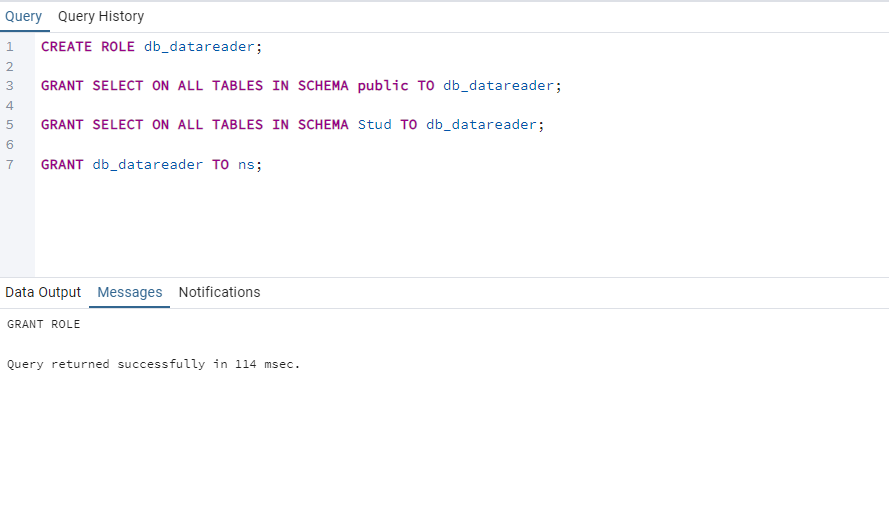 Query Query History
1 CREATE ROLE db_datareader;
2
3 GRANT SELECT ON ALL TABLES IN SCHEMA public TO db_datareader;
4
5 GRANT SELECT ON ALL TABLES IN SCHEMA Stud TO db_datareader;
6
7 GRANT db_datareader TO ns;
Data Output Messages Notifications
GRANT ROLE
Query returned successfully in 114 msec.